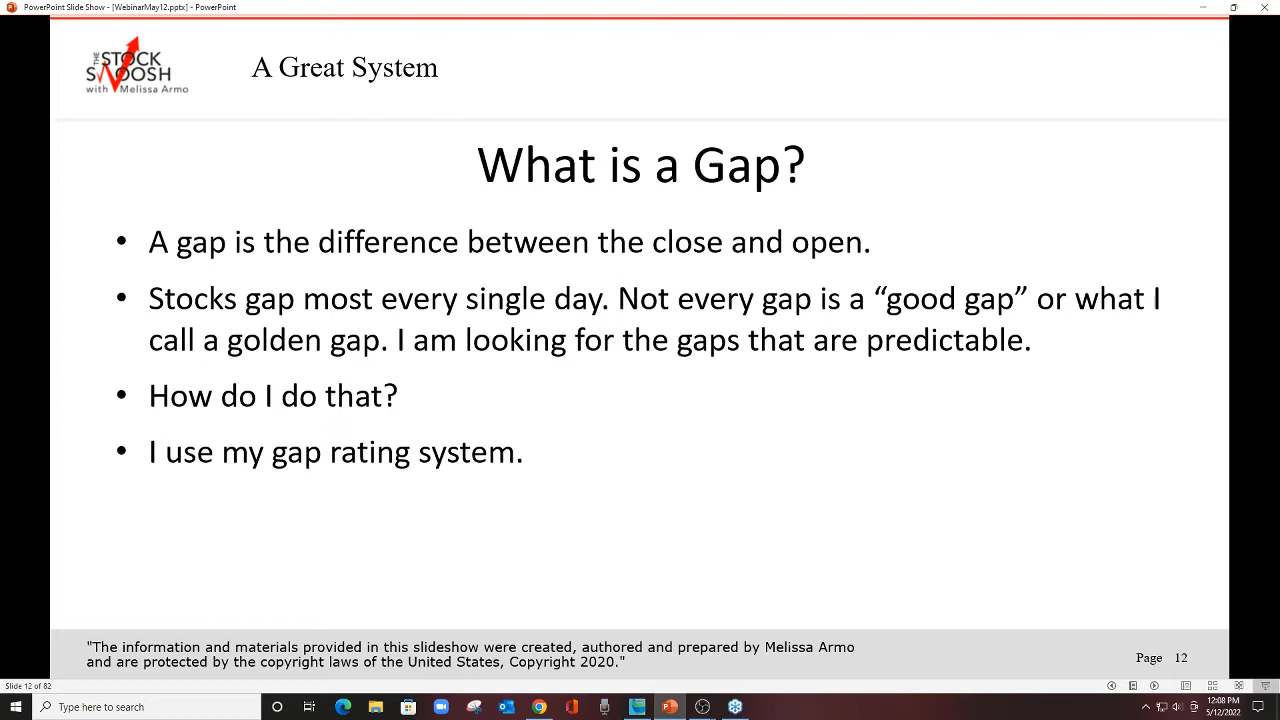 PowerPoint Slide Show - [WebinarMay12.pptx] - PowerPoint
THE
STOCK
SWOOSH
with Melissa Armo
A Great System
What is a Gap?
• A gap is the difference between the close and open.
• Stocks gap most every single day. Not every gap is a “good gap” or what I
call a golden gap. I am looking for the gaps that are predictable.
• How do I do that?
• I use my gap rating system.
"The information and materials provided in this slideshow were created, authored and prepared by Melissa Armo
and are protected by the copyright laws of the United States, Copyright 2020."
Page 12
Slide 12 of 82
Type here to search
12:08 PM
5/12/2022